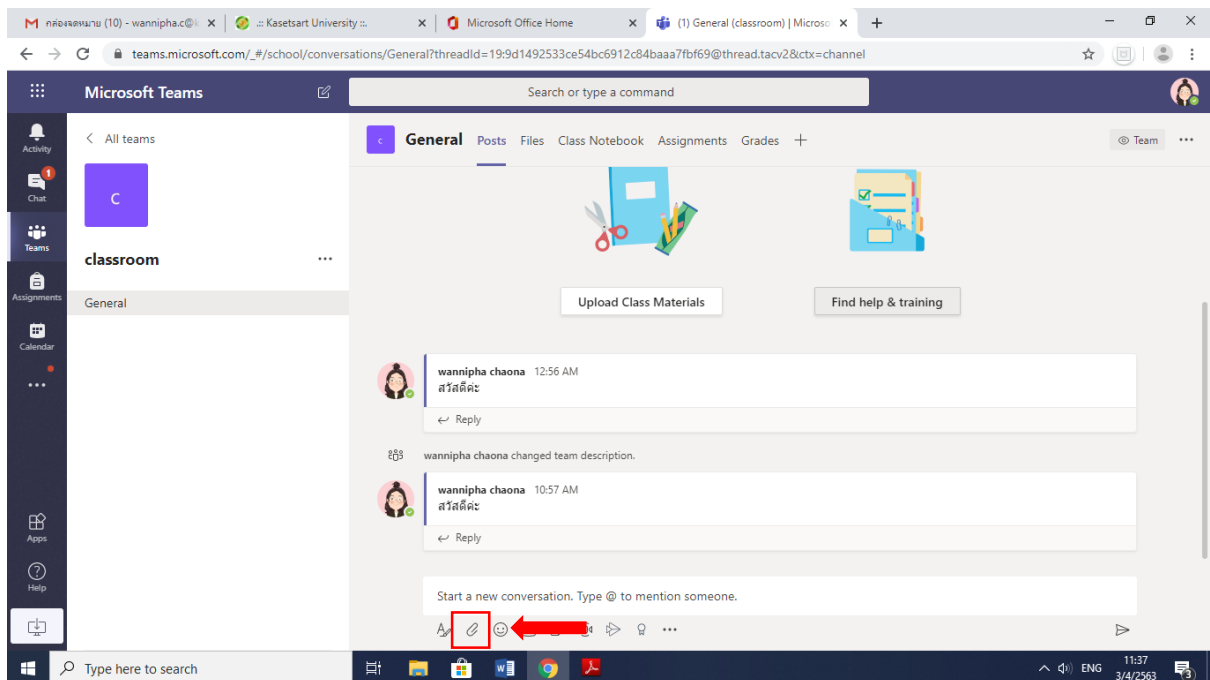 กล่องจดหมาย (10) - wannipha.c@k
.:: Kasetsart University ::.
Microsoft Office Home
(1) General (classroom) | Microso
teams.microsoft.com/_#/school/conversations/General?threadId=19:9d1492533ce54bc6912c84baaa7fbf69@thread.tacv2&ctx=channel
Microsoft Teams
Search or type a command
Activity
Chat
1
Teams
Assignments
Calendar
Apps
Help
All teams
C
classroom
General
c
General Posts Files Class Notebook Assignments Grades
Team
Upload Class Materials
Find help & training
wannipha chaona 12:56 AM
สวัสดีค่ะ
Reply
wannipha chaona changed team description.
wannipha chaona 10:57 AM
สวัสดีค่ะ
Reply
Start a new conversation. Type @ to mention someone.
Type here to search
ENG
11:37
3/4/2563
3